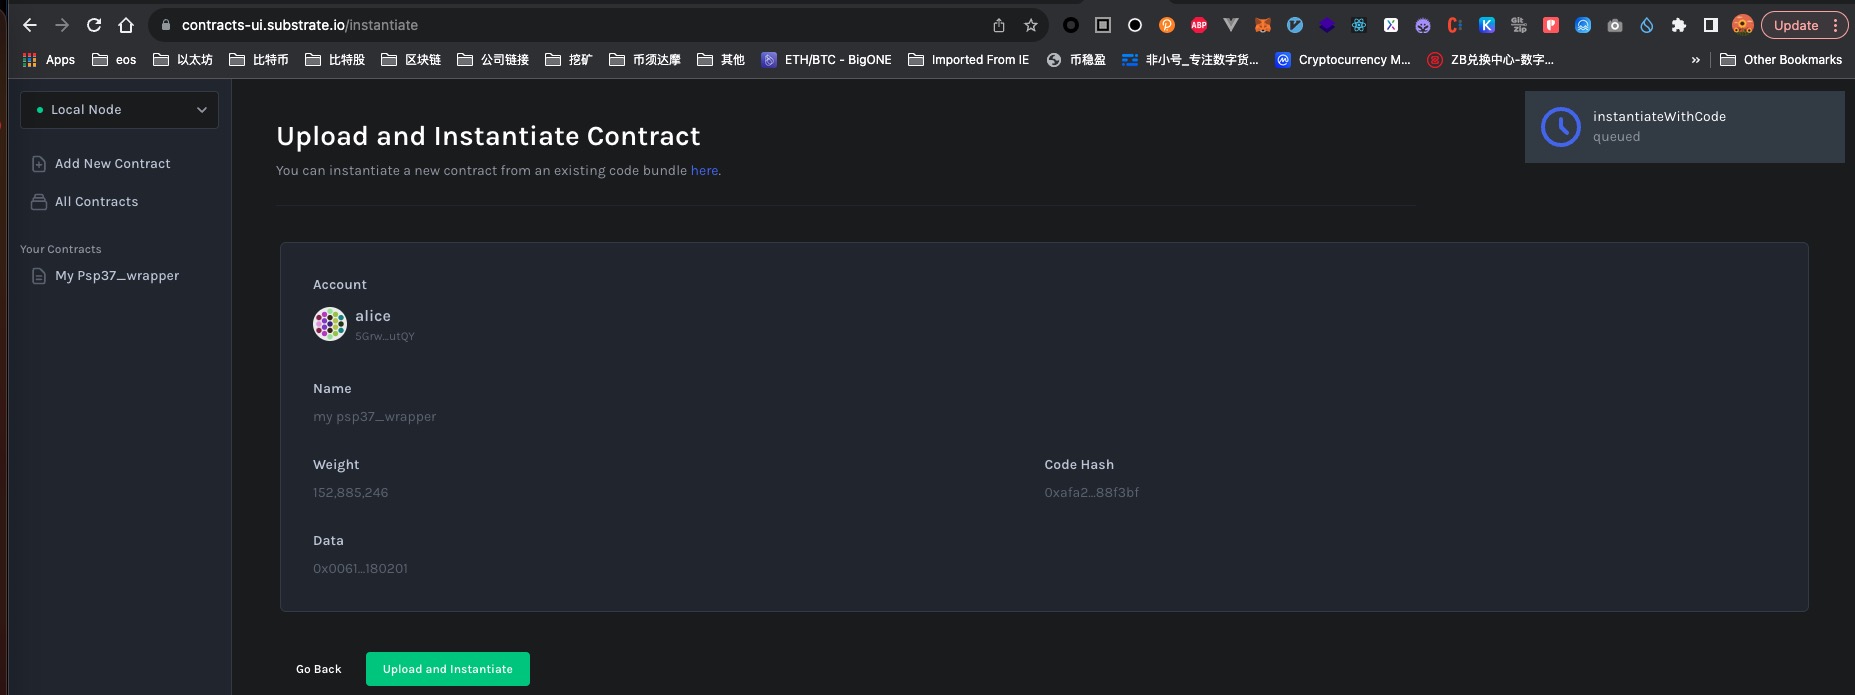 contracts-ui.substrate.io/instantiate
ABP
Git Zip
Update
Apps eos 以太坊 比特币 比特股 区块链 公司链接 挖矿 币须达摩 其他 ETH/BTC - BigONE Imported From IE 币稳盈 非小号_专注数字货... Cryptocurrency M... ZB兑换中心-数字... » Other Bookmarks
Local Node
Add New Contract
All Contracts
Your Contracts
My Psp37_wrapper
Upload and Instantiate Contract
You can instantiate a new contract from an existing code bundle here.
instantiateWithCode
queued
Account
alice
5Grw...utQY
Name
my psp37_wrapper
Weight
152,885,246
Code Hash
0xafa2...88f3bf
Data
0x0061...180201
Go Back
Upload and Instantiate